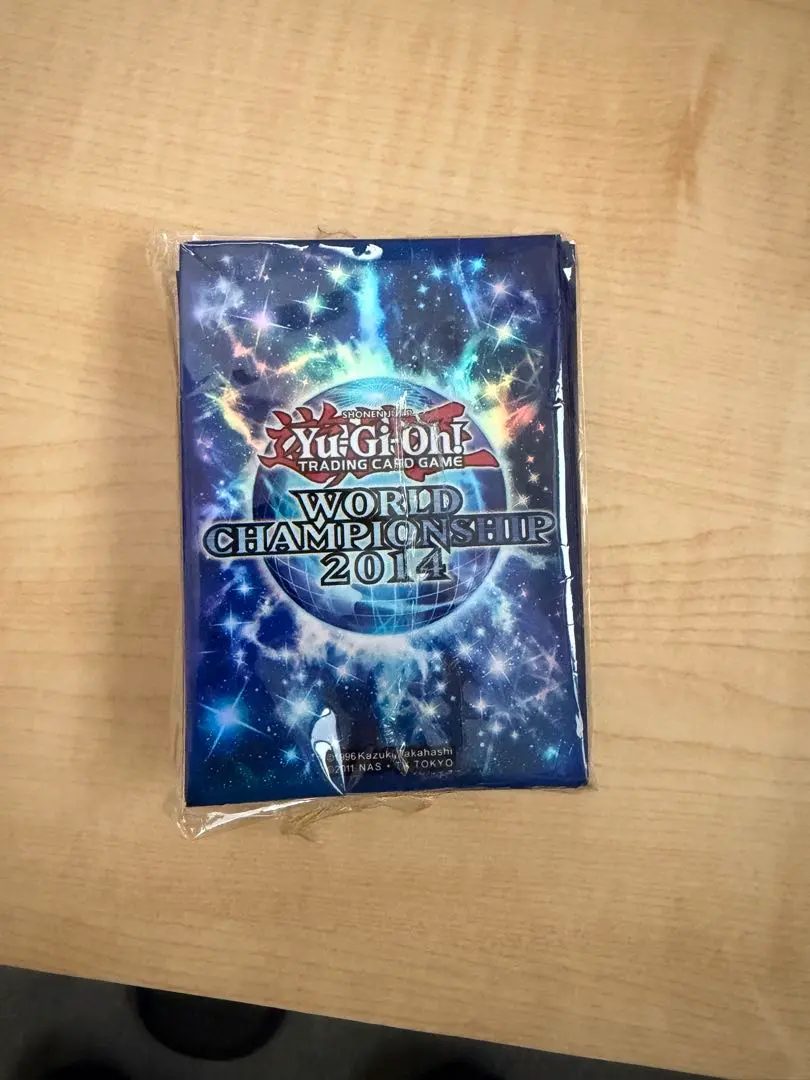 SHONEN JUMP
遊戯王
Yu-Gi-Oh!
TRADING CARD GAME
WORLD
CHAMPIONSHIP
2014
©1996 Kazuki Takahashi
©2011 NAS • TV TOKYO